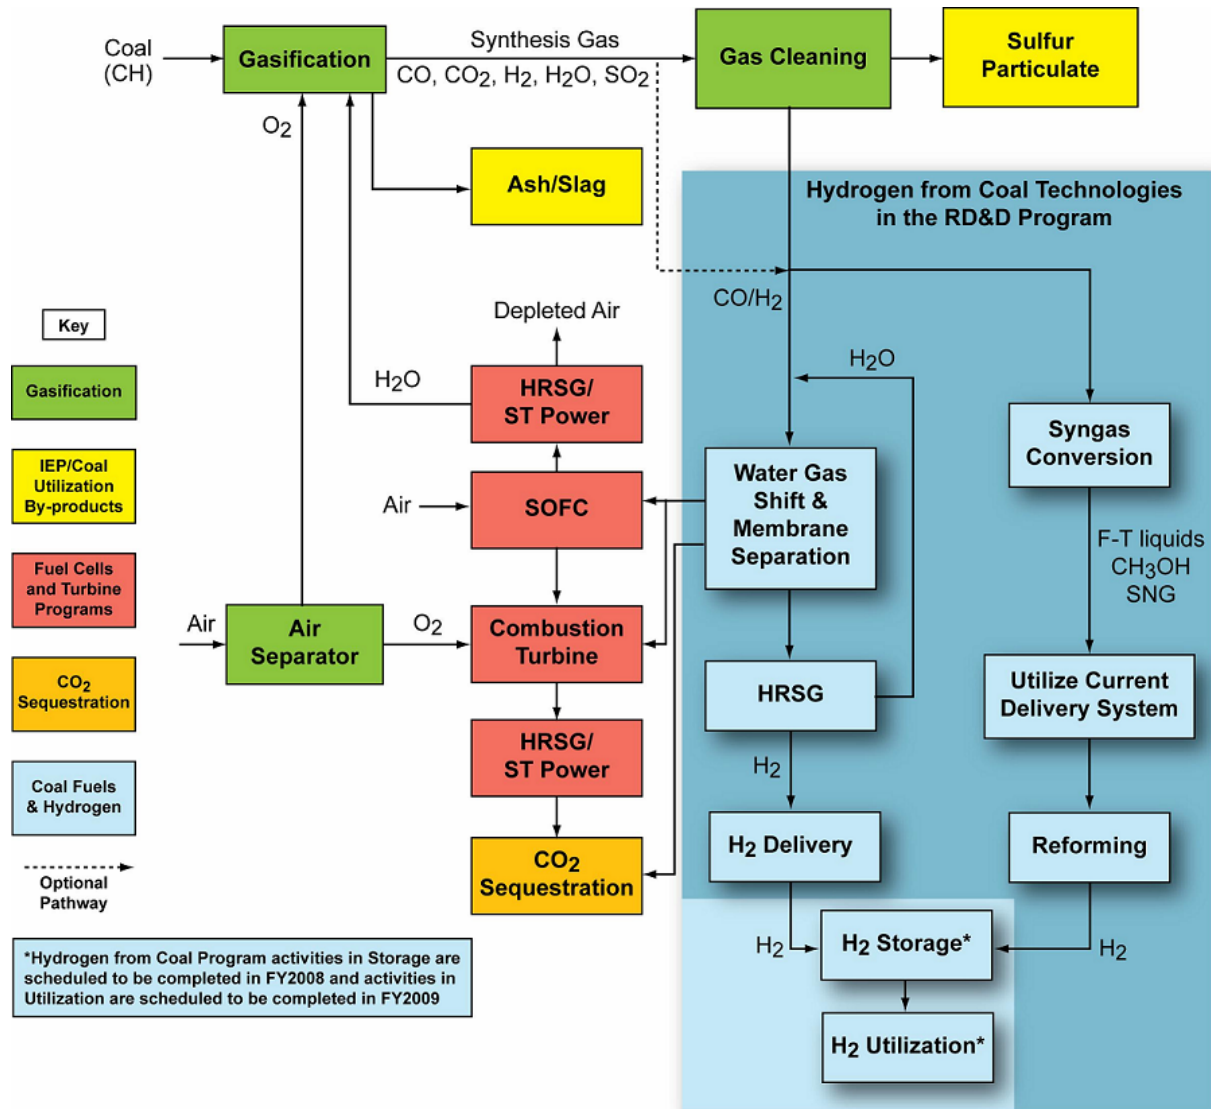 Coal
(CH)
Gasification
Synthesis Gas
CO, CO2, H2, H2O, SO2
Gas Cleaning
Sulfur
Particulate
O2
Ash/Slag
Hydrogen from Coal Technologies
in the RD&D Program
CO/H2
Key
Gasification
IEP/Coal
Utilization
By-products
Fuel Cells
and Turbine
Programs
CO2
Sequestration
Coal Fuels
& Hydrogen
Optional
Pathway
Depleted Air
H2O
HRSG/
ST Power
Air
SOFC
Air
Air
Separator
O2
Combustion
Turbine
HRSG/
ST Power
CO2
Sequestration
H2O
Water Gas
Shift &
Membrane
Separation
HRSG
H2
H2 Delivery
H2
Syngas
Conversion
F-T liquids
CH3OH
SNG
Utilize Current
Delivery System
Reforming
H2
H2 Storage*
H2 Utilization*
*Hydrogen from Coal Program activities in Storage are
scheduled to be completed in FY2008 and activities in
Utilization are scheduled to be completed in FY2009